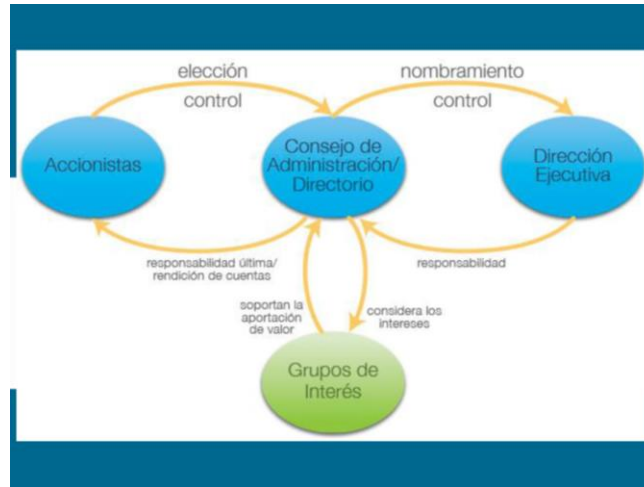 elección
control
nombramiento
control
Accionistas
Consejo de
Administración/
Directorio
Dirección
Ejecutiva
responsabilidad última/
rendición de cuentas
responsabilidad
soportan la
aportación
de valor
considera los
intereses
Grupos de
Interés